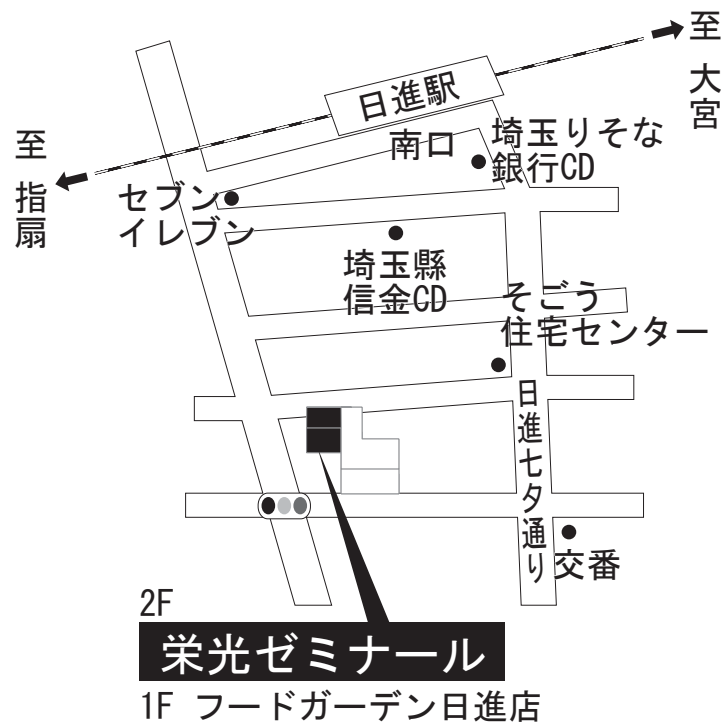 至 大宮
日進駅
南口
埼玉りそな
銀行CD
至 指扇
セブン
イレブン
埼玉縣
信金CD
そごう
住宅センター
日進七夕通り
交番
2F
栄光ゼミナール
1F フードガーデン日進店